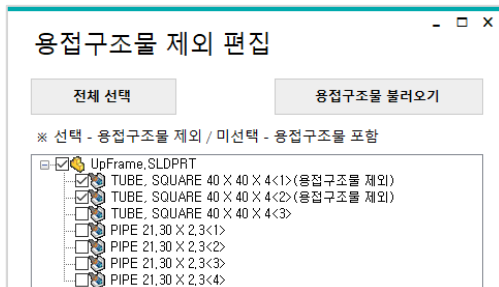 용접구조물 제외 편집
전체 선택
용접구조물 불러오기
※ 선택 - 용접구조물 제외 / 미선택 - 용접구조물 포함
UpFrame.SLDPRT
TUBE, SQUARE 40 X 40 X 4<1>(용접구조물 제외)
TUBE, SQUARE 40 X 40 X 4<2>(용접구조물 제외)
TUBE, SQUARE 40 X 40 X 4<3>
PIPE 21,30 X 2,3<1>
PIPE 21,30 X 2,3<2>
PIPE 21,30 X 2,3<3>
PIPE 21,30 X 2,3<4>